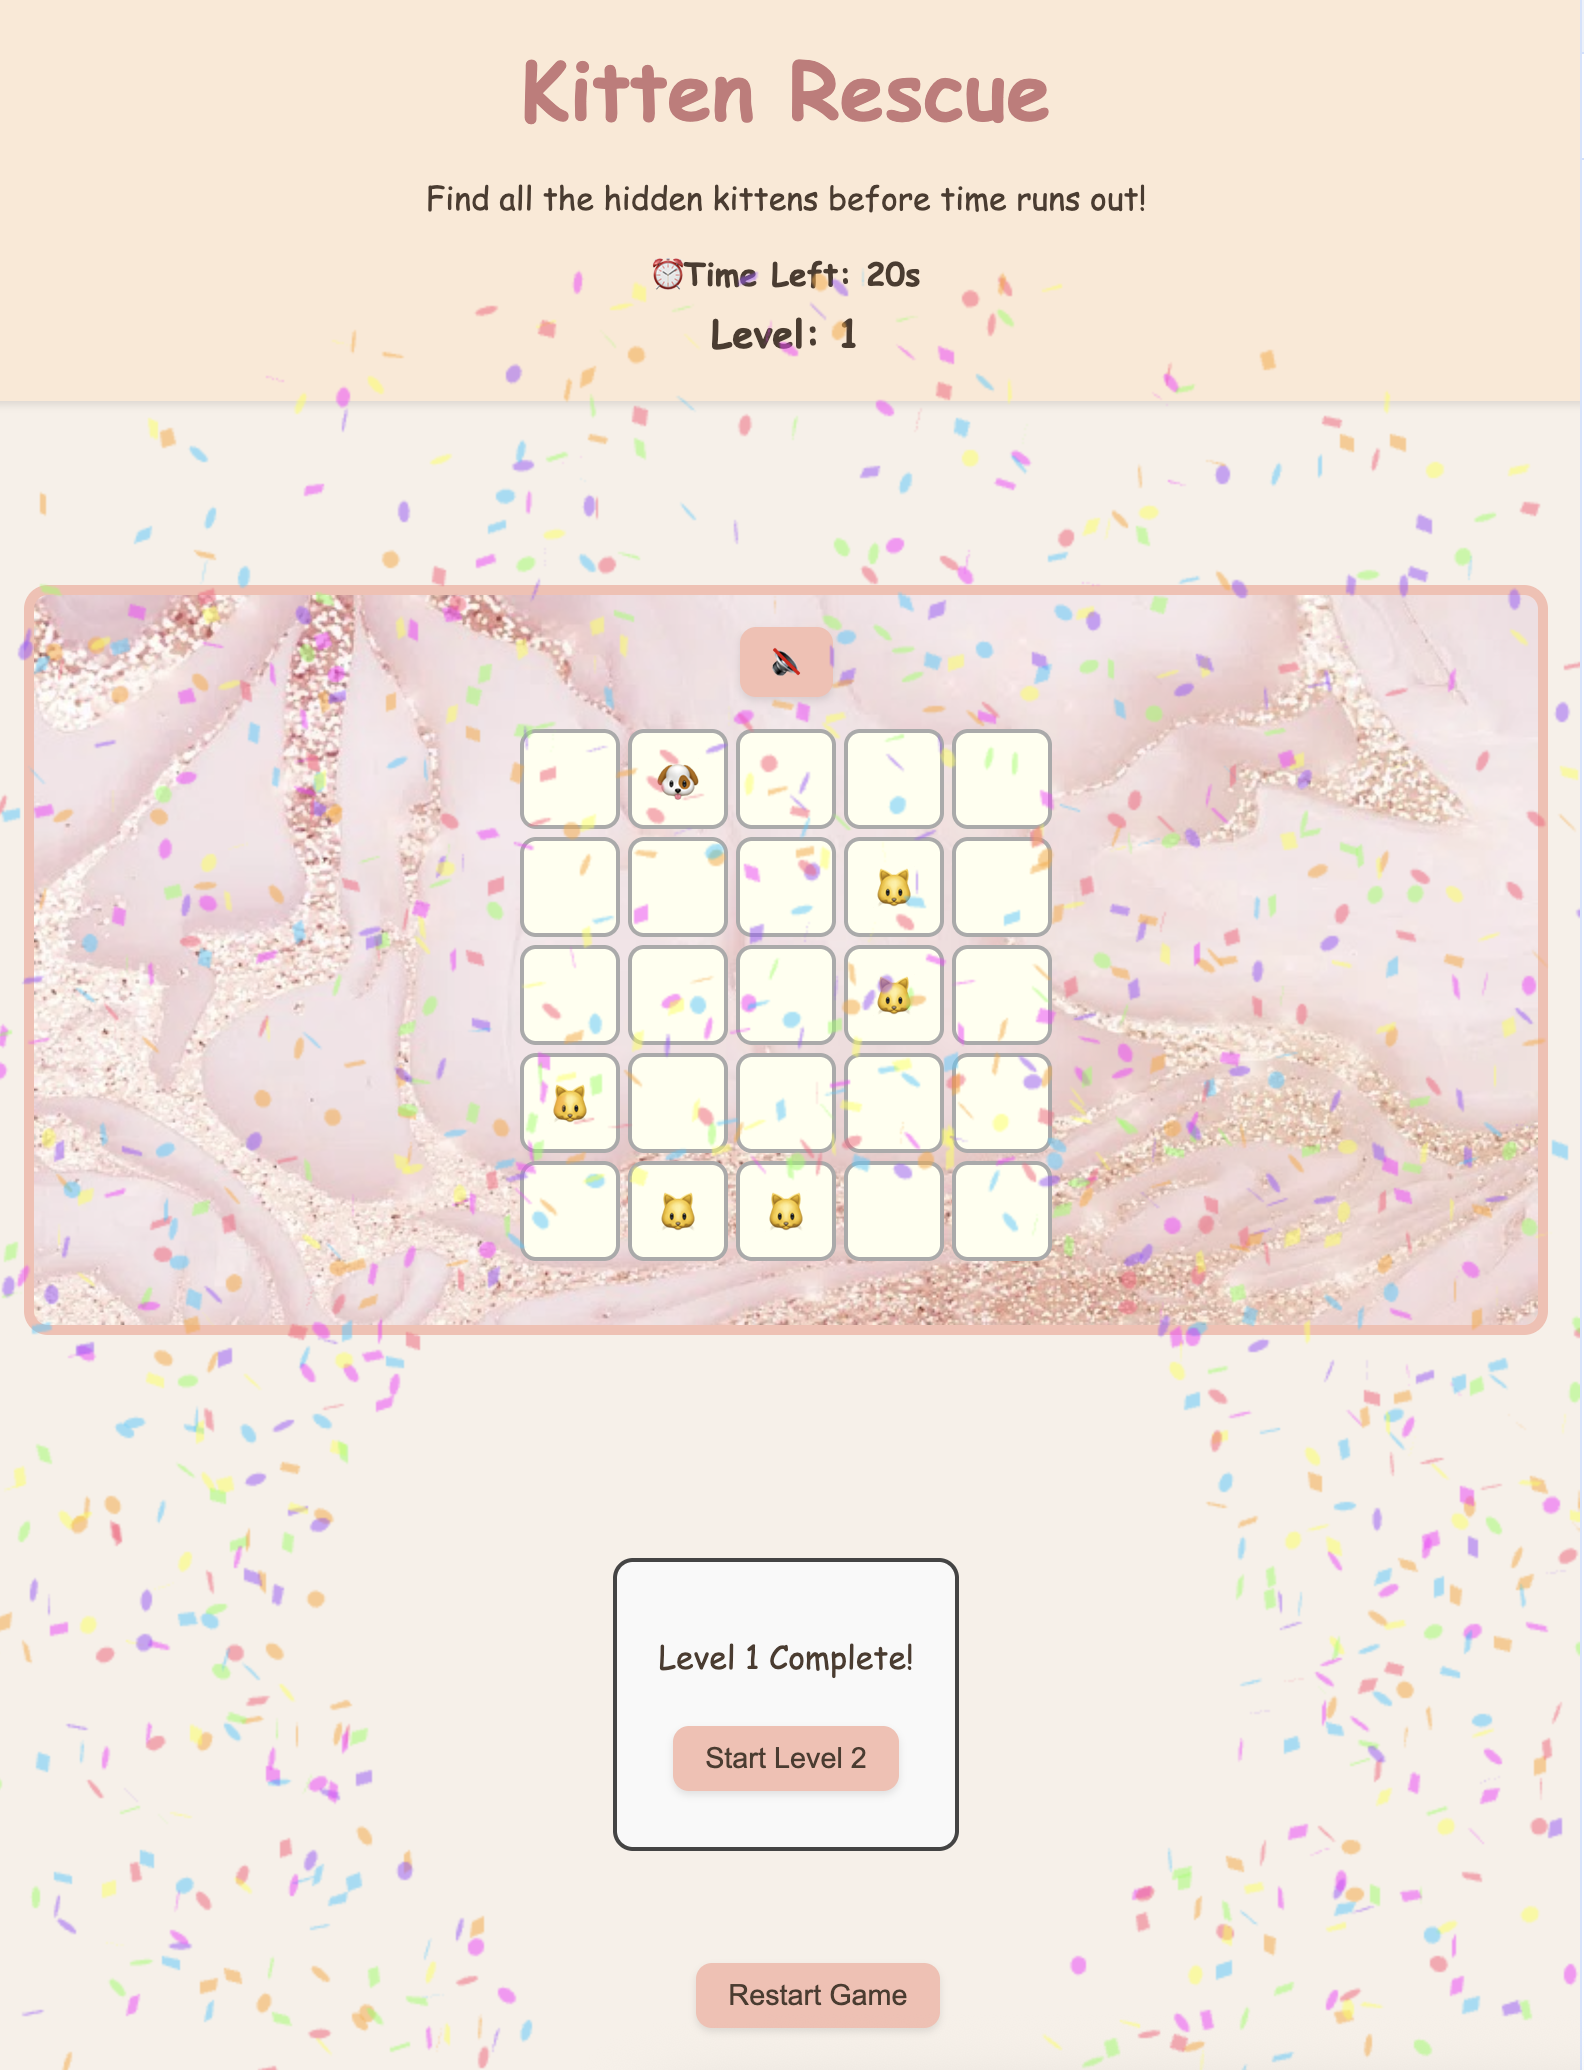 Kitten Rescue
Find all the hidden kittens before time runs out!
⏰Time Left: 20s
Level: 1
Level 1 Complete!
Start Level 2
Restart Game